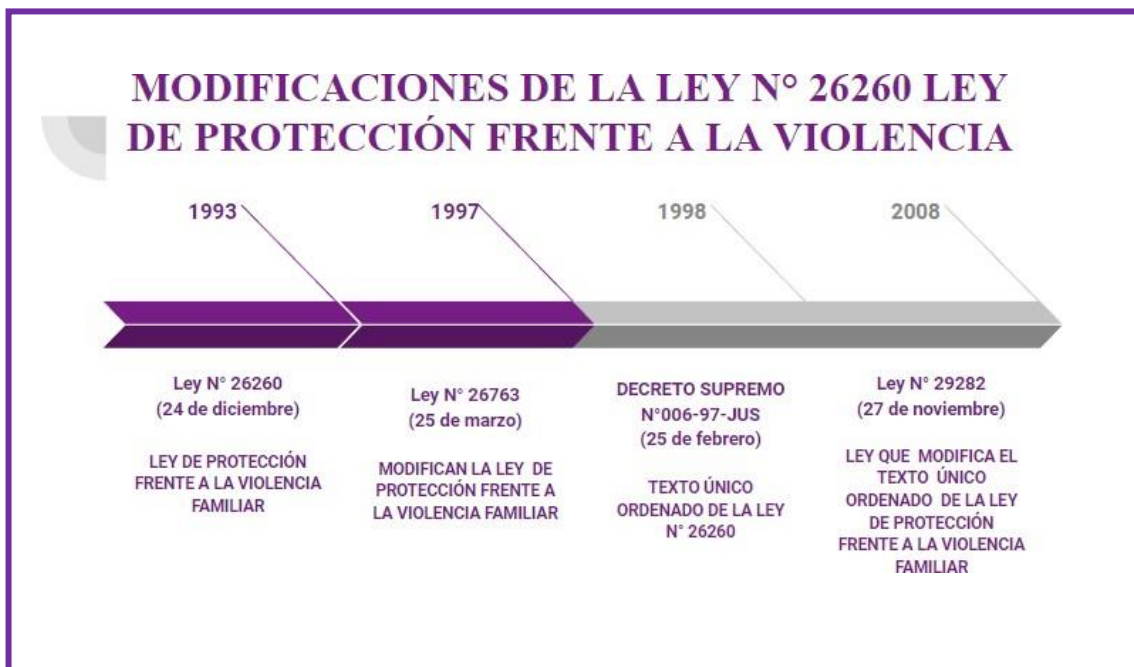 MODIFICACIONES DE LA LEY N° 26260 LEY
DE PROTECCIÓN FRENTE A LA VIOLENCIA
1993
1997
1998
2008
Ley N° 26260
(24 de diciembre)
LEY DE PROTECCIÓN
FRENTE A LA VIOLENCIA
FAMILIAR
Ley N° 26763
(25 de marzo)
MODIFICAN LA LEY DE
PROTECCIÓN FRENTE A
LA VIOLENCIA FAMILIAR
DECRETO SUPREMO
N°006-97-JUS
(25 de febrero)
TEXTO ÚNICO
ORDENADO DE LA LEY
N° 26260
Ley N° 29282
(27 de noviembre)
LEY QUE MODIFICA EL
TEXTO ÚNICO
ORDENADO DE LA LEY
DE PROTECCIÓN
FRENTE A LA VIOLENCIA
FAMILIAR